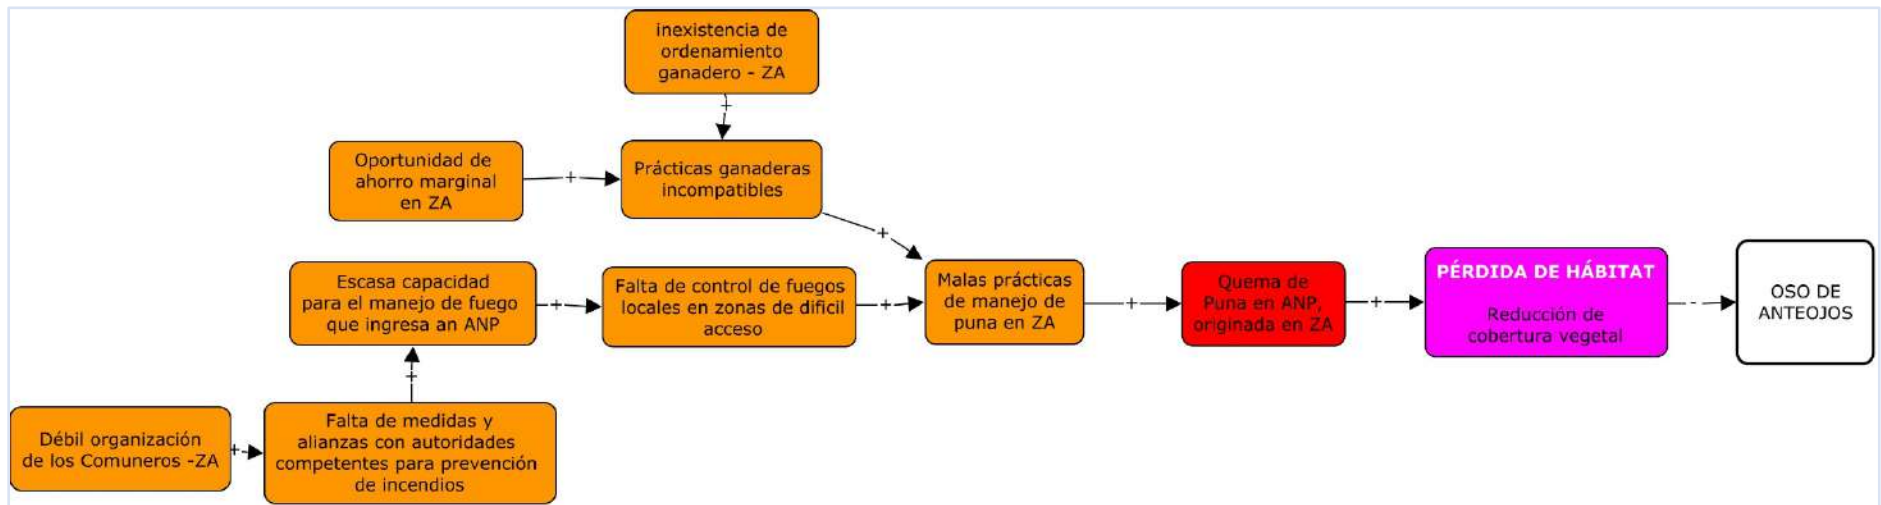 inexistencia de
ordenamiento
ganadero - ZA
+
Oportunidad de
ahorro marginal
en ZA
+
Prácticas ganaderas
incompatibles
+
Escasa capacidad
para el manejo de fuego
que ingresa an ANP
+
Falta de control de fuegos
locales en zonas de dificil
acceso
+
Malas prácticas
de manejo de
puna en ZA
+
Quema de
Puna en ANP,
originada en ZA
+
PÉRDIDA DE HÁBITAT
Reducción de
cobertura vegetal
-
OSO DE
ANTEOJOS
+
Débil organización
de los Comuneros -ZA
+
Falta de medidas y
alianzas con autoridades
competentes para prevención
de incendios